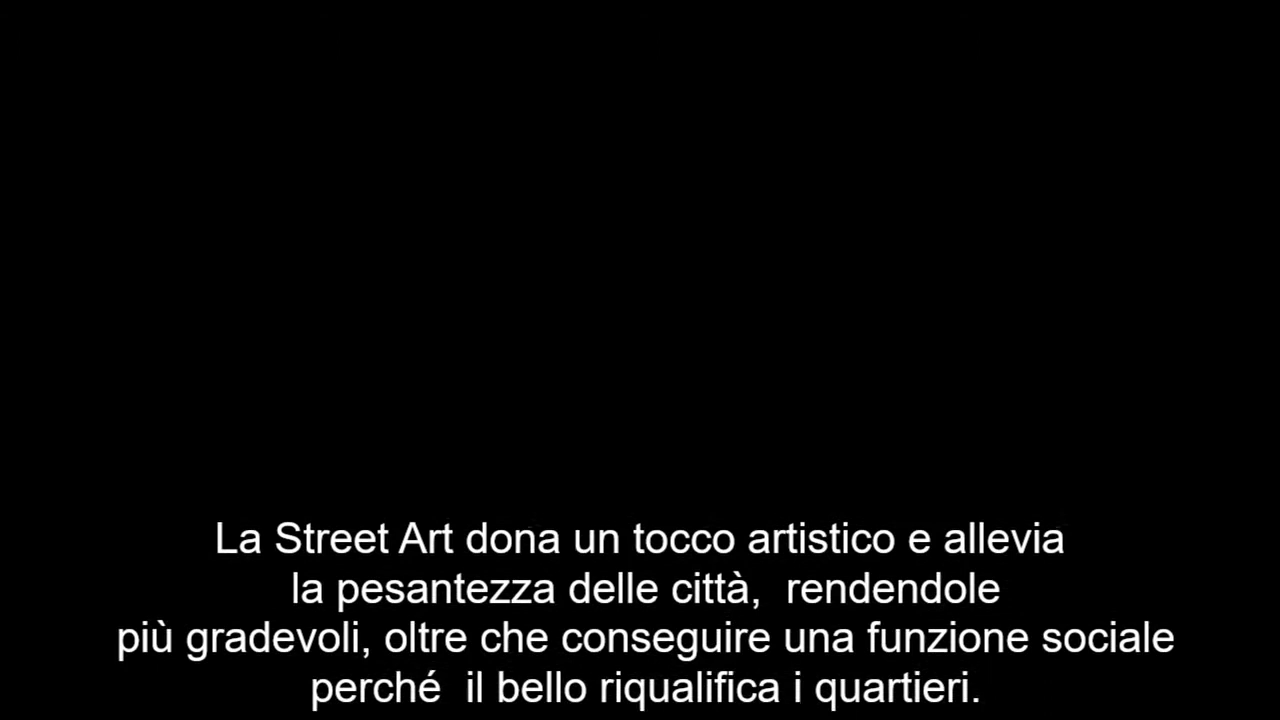 La Street Art dona un tocco artistico e allevia
la pesantezza delle città,  rendendole
più gradevoli, oltre che conseguire una funzione sociale
perché  il bello riqualifica i quartieri.